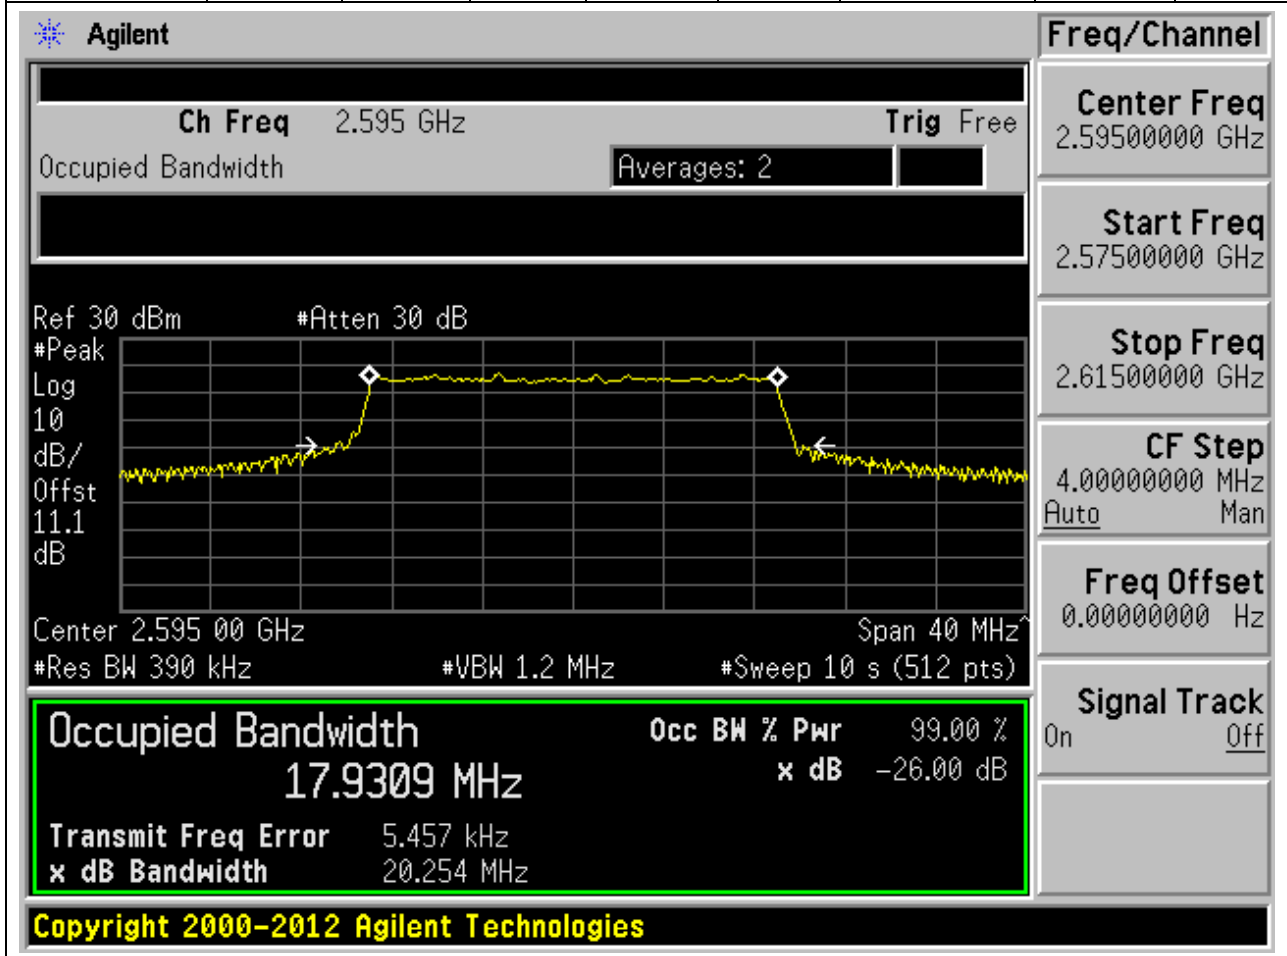 Agilent
Freq/Channel
Ch Freq 2.595 GHz Trig Free
Occupied Bandwidth Averages: 2
Center Freq
2.59500000 GHz
Start Freq
2.57500000 GHz
Stop Freq
2.61500000 GHz
CF Step
4.00000000 MHz
Auto Man
Freq Offset
0.00000000 Hz
Signal Track
On Off
Ref 30 dBm #Atten 30 dB
#Peak
Log
10
dB/
Offst
11.1
dB
Center 2.595 00 GHz Span 40 MHz^
#Res BW 390 kHz #VBW 1.2 MHz #Sweep 10 s (512 pts)
Occupied Bandwidth Occ BW % Pwr 99.00 %
17.9309 MHz x dB -26.00 dB
Transmit Freq Error 5.457 kHz
x dB Bandwidth 20.254 MHz
Copyright 2000-2012 Agilent Technologies